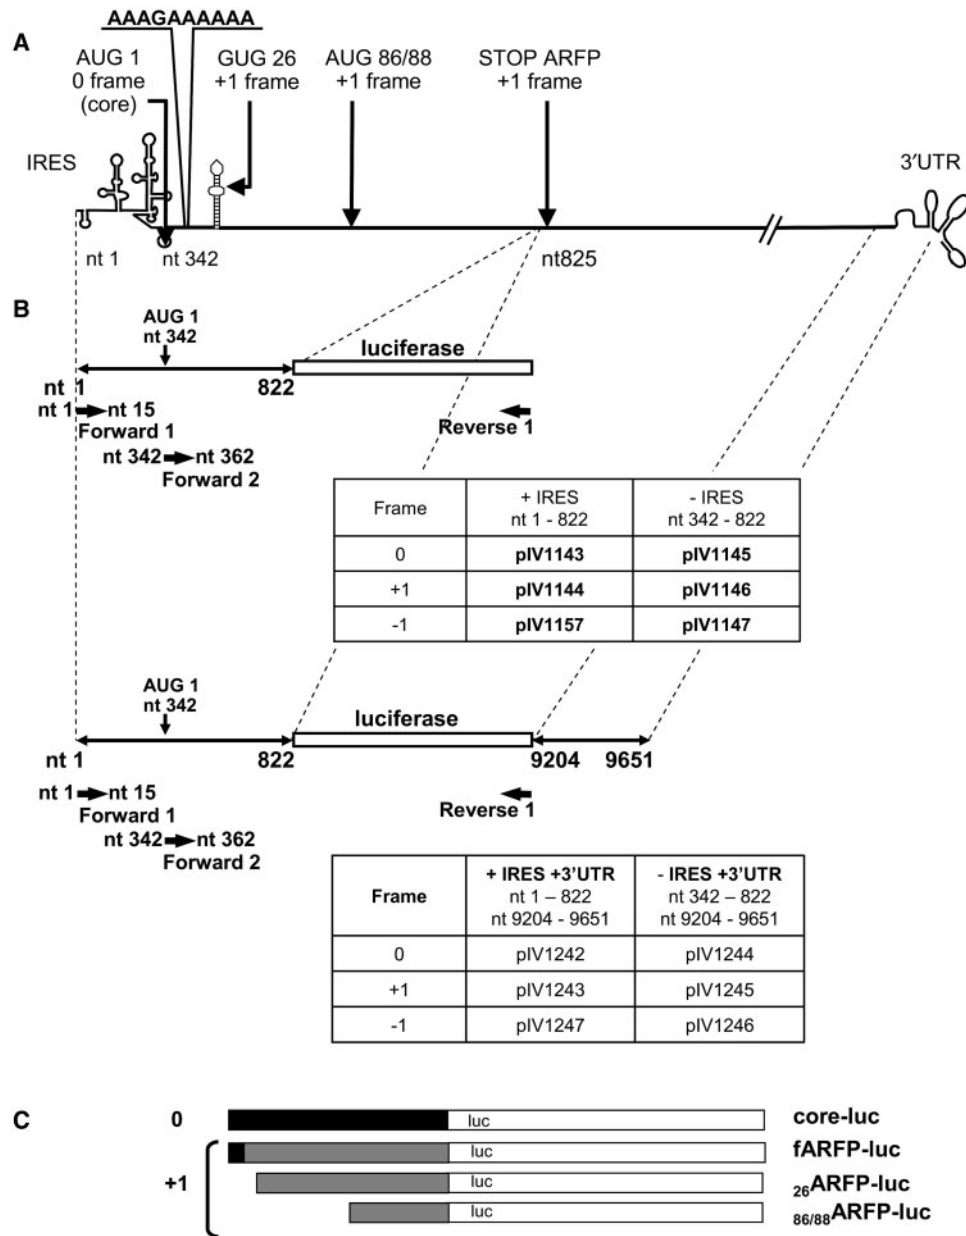 AAAGAAAAAA
A
AUG 1
0 frame
(core)
GUG 26
+1 frame
AUG 86/88
+1 frame
STOP ARFP
+1 frame
IRES
3'UTR
nt 1
nt 342
nt825
B
AUG 1
nt 342
luciferase
nt 1
822
nt 1
nt 15
Forward 1
Reverse 1
nt 342
nt 362
Forward 2
Frame
+ IRES
nt 1 - 822
- IRES
nt 342 - 822
0
pIV1143
pIV1145
+1
pIV1144
pIV1146
-1
pIV1157
pIV1147
AUG 1
nt 342
luciferase
nt 1
822
9204
9651
nt 1
nt 15
Forward 1
Reverse 1
nt 342
nt 362
Forward 2
Frame
+ IRES +3'UTR
nt 1 – 822
nt 9204 - 9651
- IRES +3'UTR
nt 342 – 822
nt 9204 - 9651
0
pIV1242
pIV1244
+1
pIV1243
pIV1245
-1
pIV1247
pIV1246
C
0
luc
core-luc
+1
luc
fARFP-luc
luc
26ARFP-luc
luc
86/88ARFP-luc